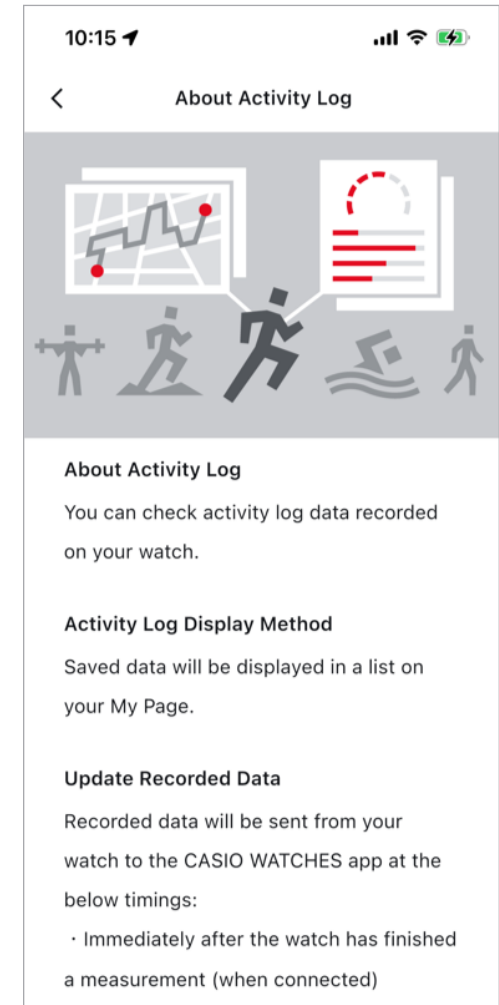 10:15
About Activity Log
About Activity Log
You can check activity log data recorded
on your watch.
Activity Log Display Method
Saved data will be displayed in a list on
your My Page.
Update Recorded Data
Recorded data will be sent from your
watch to the CASIO WATCHES app at the
below timings:
・Immediately after the watch has finished
a measurement (when connected)